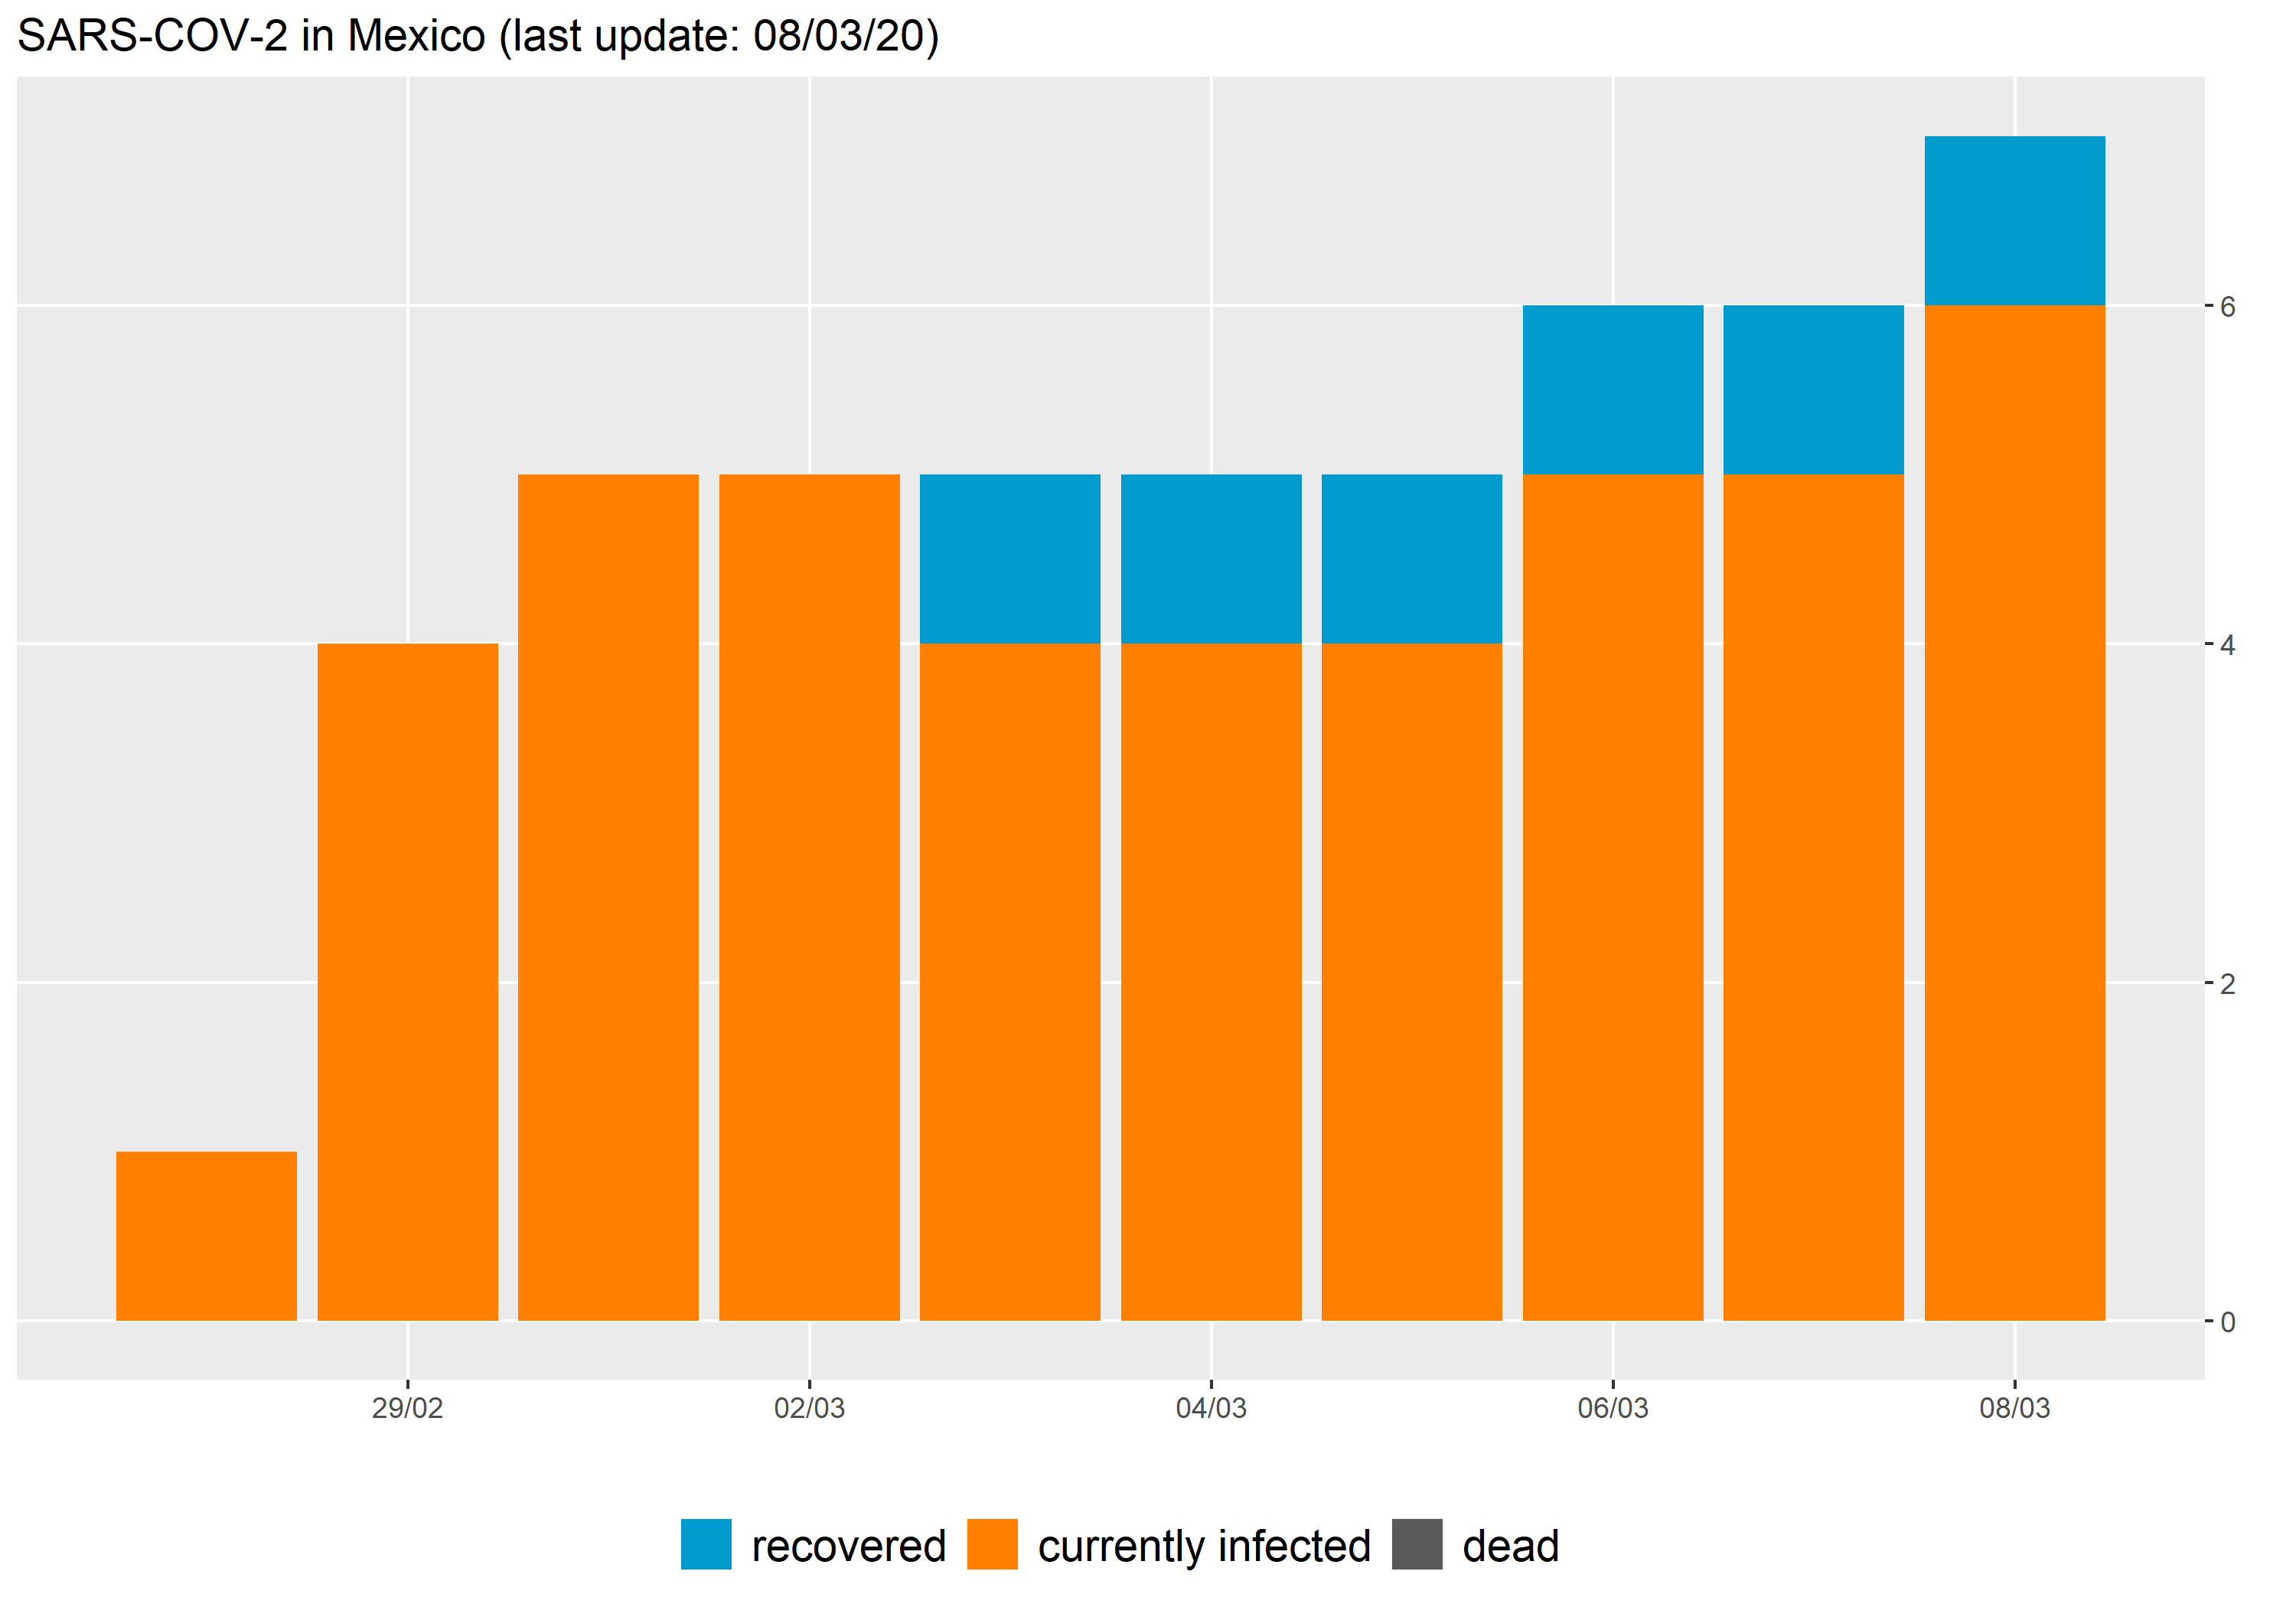 SARS-COV-2 in Mexico (last update: 08/03/20)
6
4
2
0
29/02 02/03 04/03 06/03 08/03
recovered currently infected dead